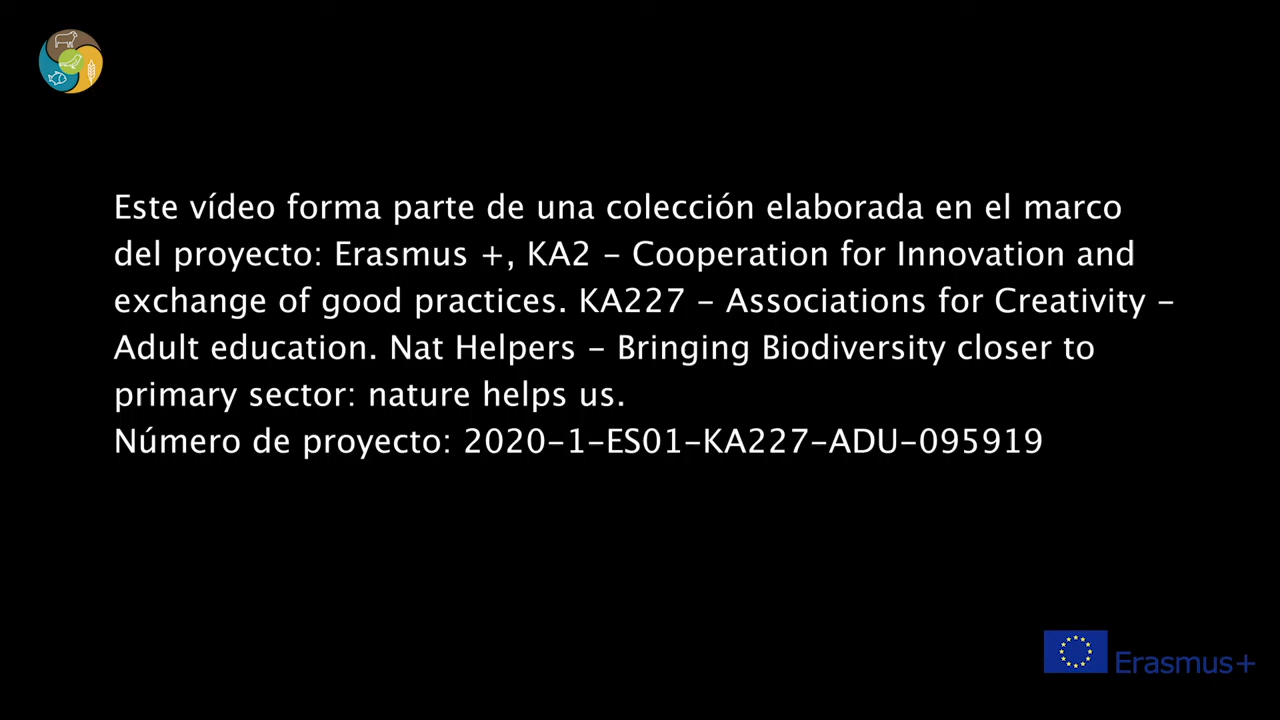 Este vídeo forma parte de una colección elaborada en el marco
del proyecto: Erasmus +, KA2 – Cooperation for Innovation and
exchange of good practices. KA227 – Associations for Creativity –
Adult education. Nat Helpers – Bringing Biodiversity closer to
primary sector: nature helps us.
Número de proyecto: 2020-1-ES01-KA227-ADU-095919
Erasmus+